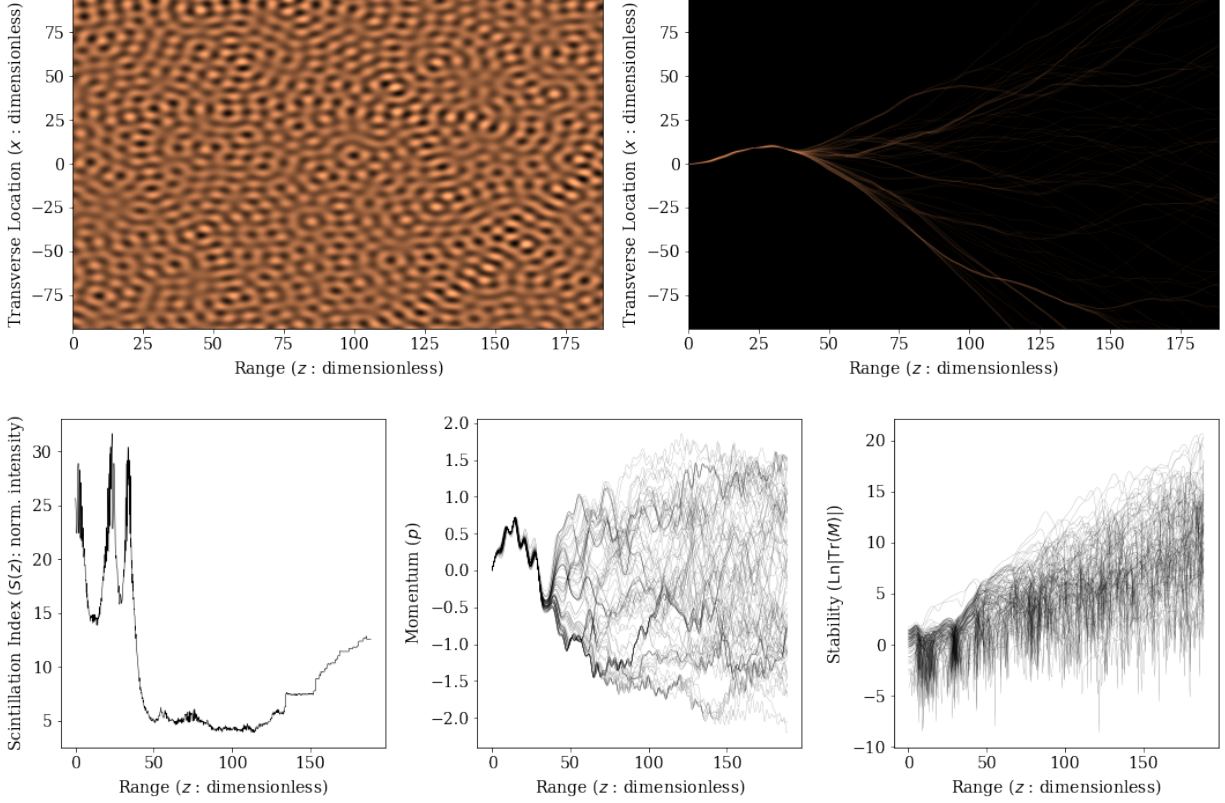 Transverse Location (x : dimensionless)
75
50
25
0
−25
−50
−75
0 25 50 75 100 125 150 175
Range (z : dimensionless)
Transverse Location (x : dimensionless)
75
50
25
0
−25
−50
−75
0 25 50 75 100 125 150 175
Range (z : dimensionless)
Scintillation Index (S(z): norm. intensity)
30
25
20
15
10
5
0 50 100 150
Range (z : dimensionless)
Momentum (p)
2.0
1.5
1.0
0.5
0.0
−0.5
−1.0
−1.5
−2.0
0 50 100 150
Range (z : dimensionless)
Stability (Ln|Tr(M)|)
20
15
10
5
0
−5
−10
0 50 100 150
Range (z : dimensionless)